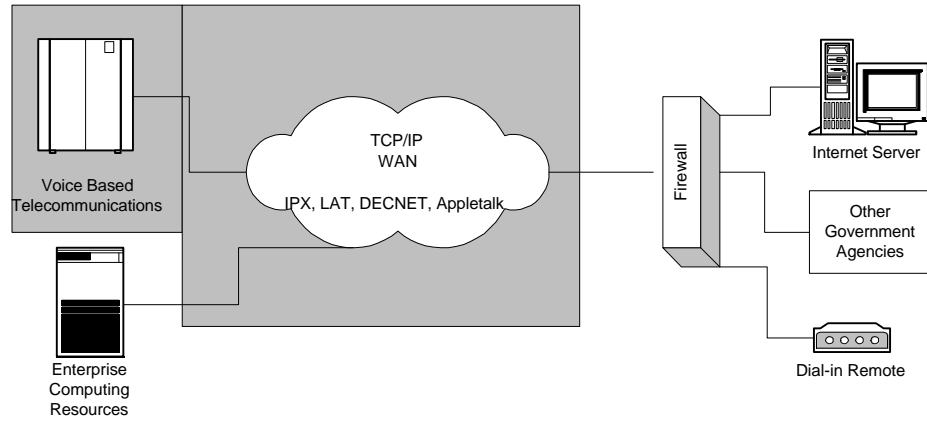 Voice Based
Telecommunications
TCP/IP
WAN
IPX, LAT, DECNET, Appletalk
Enterprise
Computing
Resources
Firewall
Internet Server
Other
Government
Agencies
Dial-in Remote